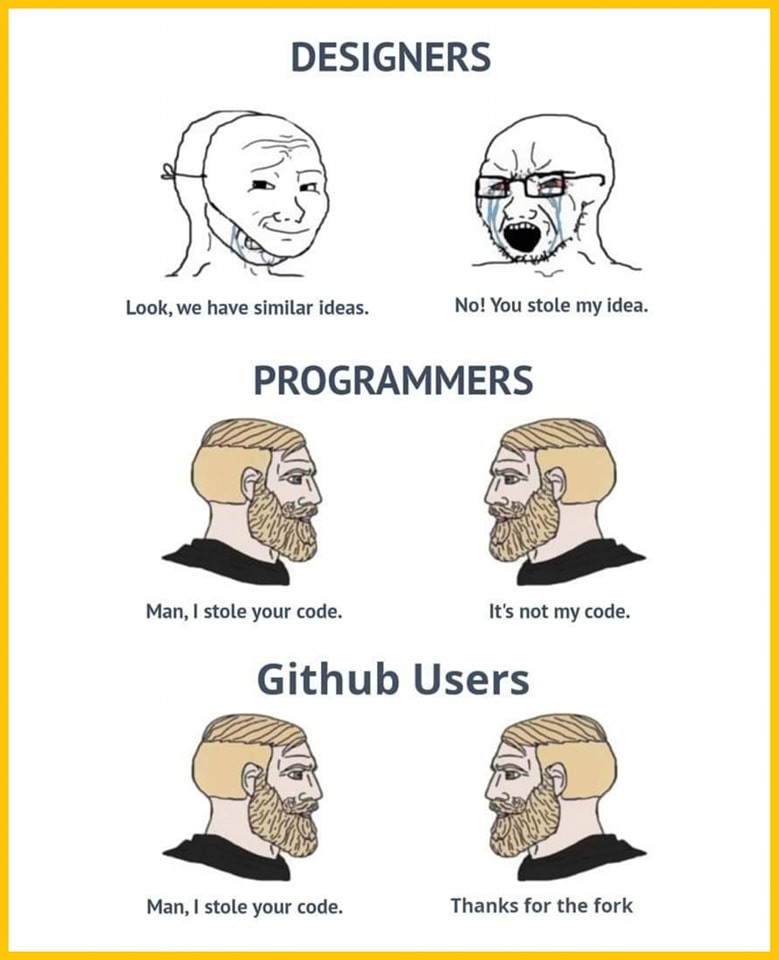 DESIGNERS
Look, we have similar ideas.
No! You stole my idea.
PROGRAMMERS
Man, I stole your code.
It's not my code.
Github Users
Man, I stole your code.
Thanks for the fork